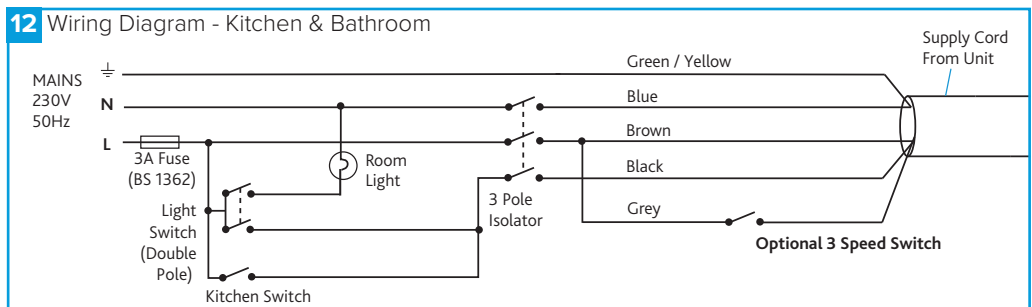 12 Wiring Diagram - Kitchen & Bathroom
Supply Cord
From Unit
MAINS
230V
50Hz
Green / Yellow
N
Blue
L
Brown
3A Fuse
(BS 1362)
Room
Light
Black
Light
Switch
(Double
Pole)
3 Pole
Isolator
Grey
Optional 3 Speed Switch
Kitchen Switch